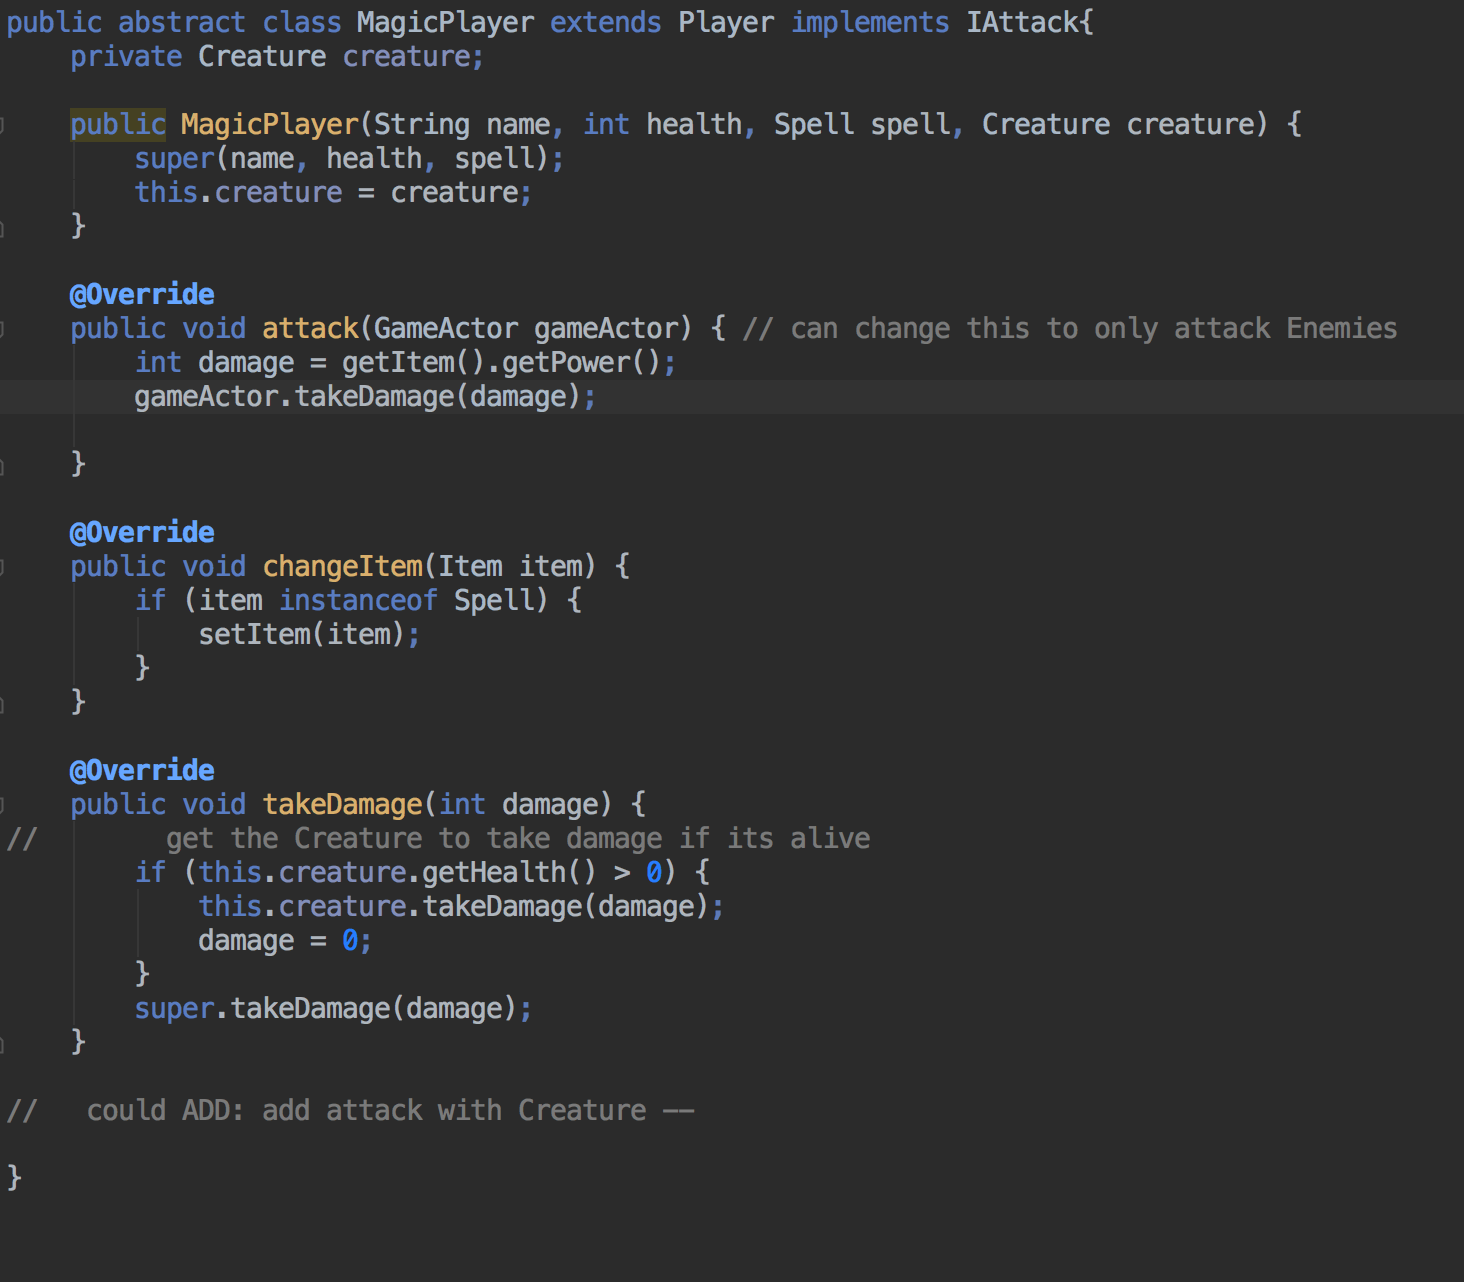 public abstract class MagicPlayer extends Player implements IAttack{
    private Creature creature;

    public MagicPlayer(String name, int health, Spell spell, Creature creature) {
        super(name, health, spell);
        this.creature = creature;
    }

    @Override
    public void attack(GameActor gameActor) { // can change this to only attack Enemies
        int damage = getItem().getPower();
        gameActor.takeDamage(damage);

    }

    @Override
    public void changeItem(Item item) {
        if (item instanceof Spell) {
            setItem(item);
        }
    }

    @Override
    public void takeDamage(int damage) {
//        get the Creature to take damage if its alive
        if (this.creature.getHealth() > 0) {
            this.creature.takeDamage(damage);
            damage = 0;
        }
        super.takeDamage(damage);
    }

//   could ADD: add attack with Creature --

}